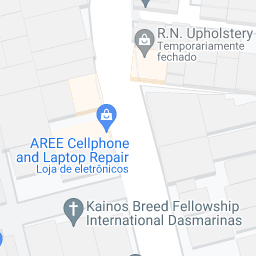 R.N. Upholstery
Temporariamente
fechado
AREE Cellphone
and Laptop Repair
Loja de eletrônicos
Kainos Breed Fellowship
International Dasmarinas